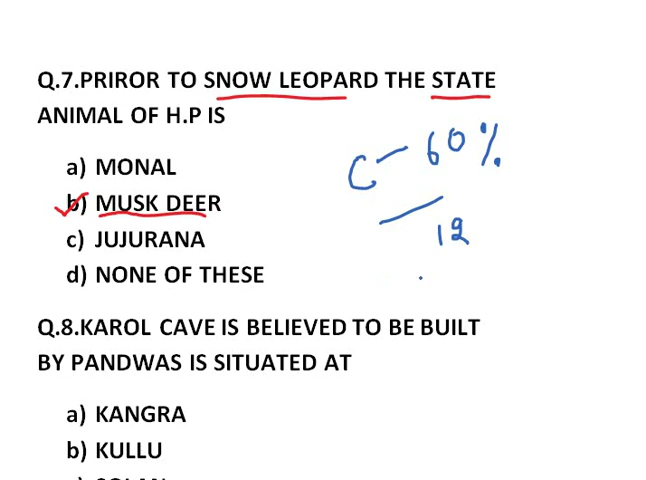 Q.7.PRIROR TO SNOW LEOPARD THE STATE
ANIMAL OF H.P IS
a) MONAL
b) MUSK DEER
c) JUJURANA
d) NONE OF THESE
C - 60%
12
Q.8.KAROL CAVE IS BELIEVED TO BE BUILT
BY PANDWAS IS SITUATED AT
a) KANGRA
b) KULLU